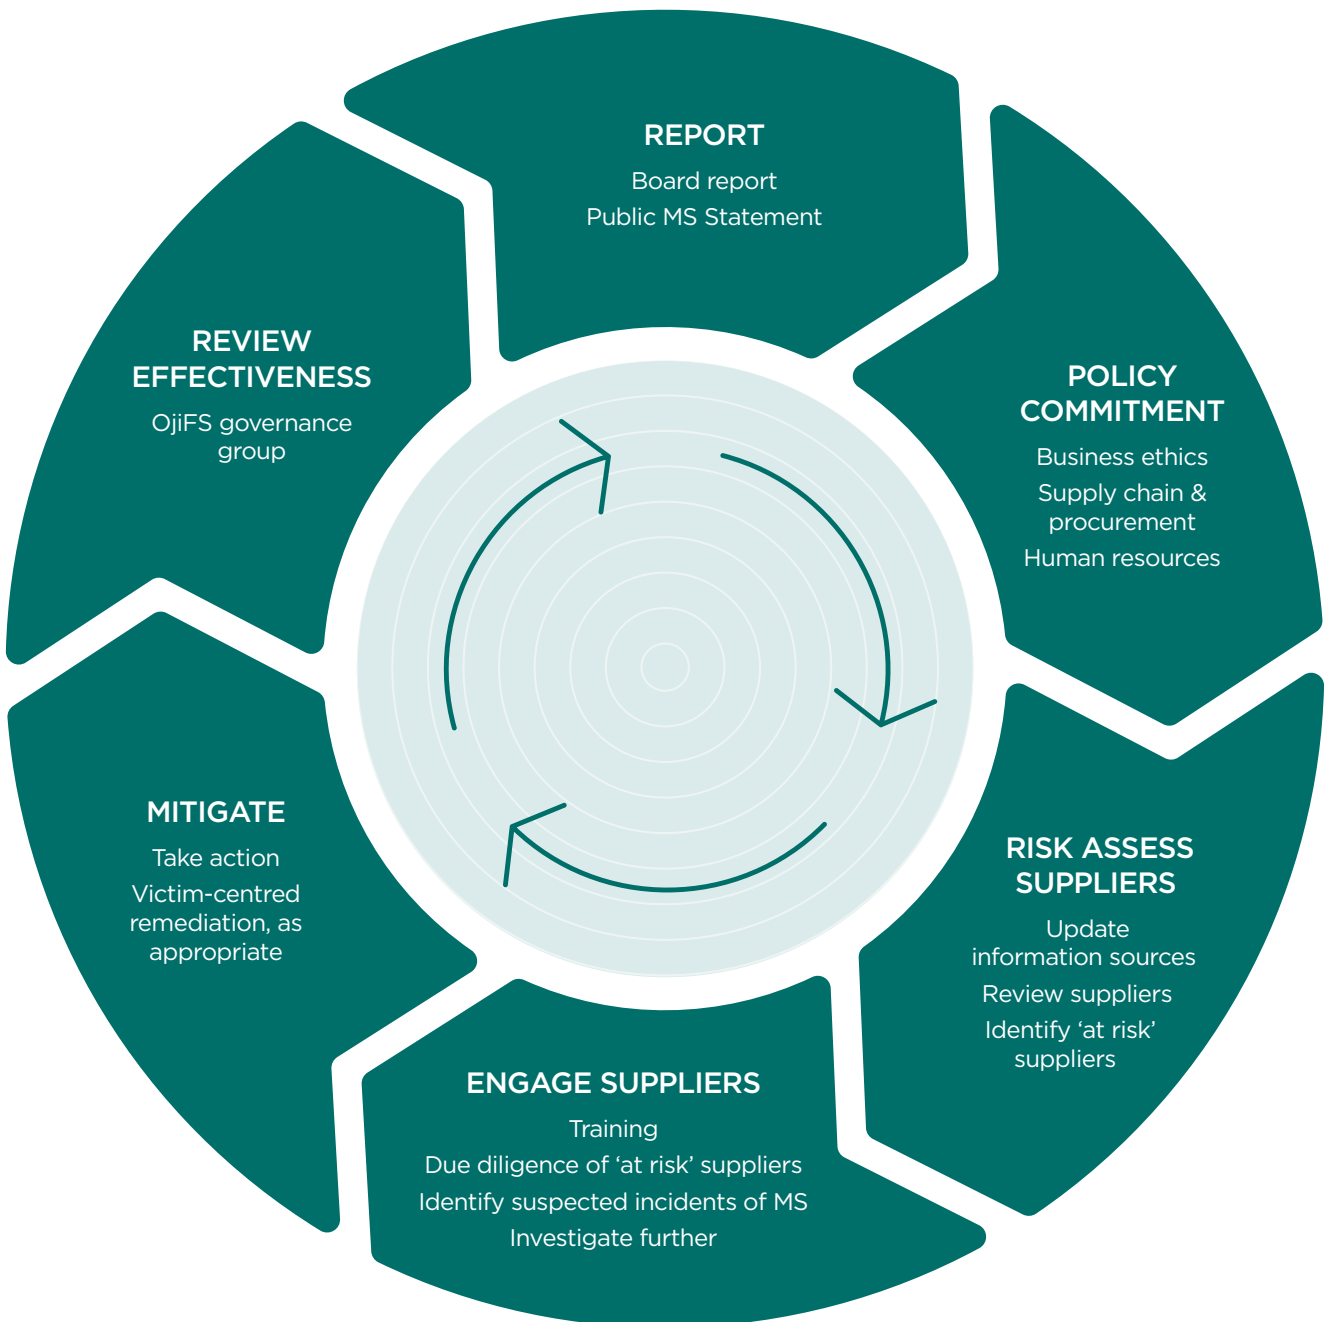 REPORT
Board report
Public MS Statement
POLICY
COMMITMENT
Business ethics
Supply chain &
procurement
Human resources
RISK ASSESS
SUPPLIERS
Update
information sources
Review suppliers
Identify ‘at risk’
suppliers
ENGAGE SUPPLIERS
Training
Due diligence of ‘at risk’ suppliers
Identify suspected incidents of MS
Investigate further
MITIGATE
Take action
Victim-centred
remediation, as
appropriate
REVIEW
EFFECTIVENESS
OjiFS governance
group